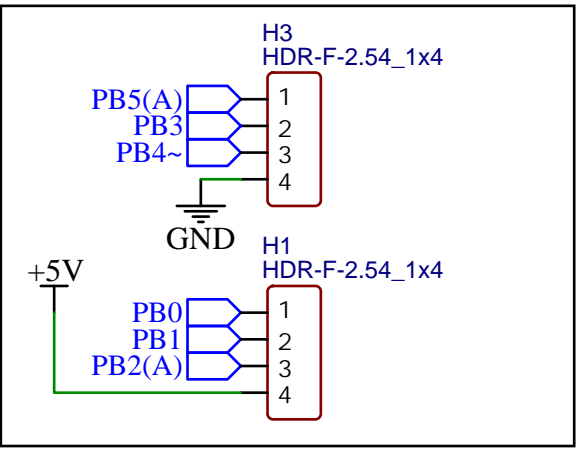 H3
HDR-F-2.54_1x4
PB5(A) 1
PB3 2
PB4~ 3
4
GND
H1
HDR-F-2.54_1x4
+5V
PB0 1
PB1 2
PB2(A) 3
4